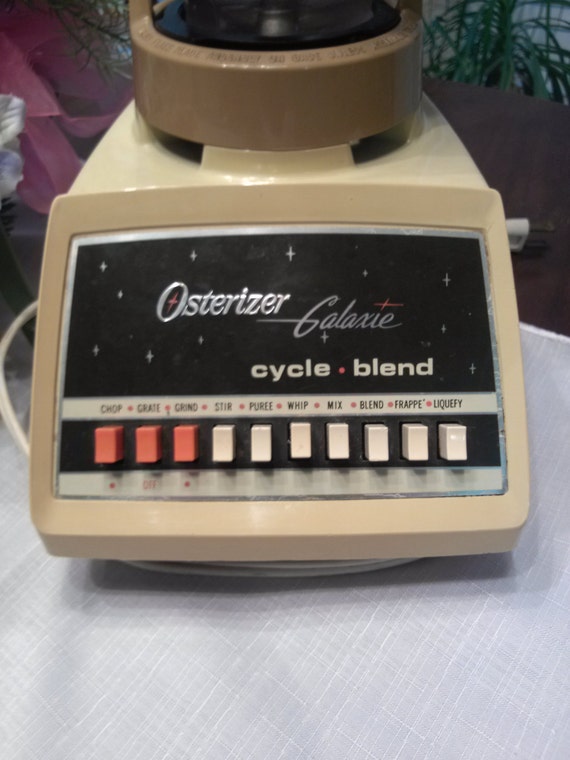 Osterizer Galaxie
cycle • blend
CHOP • GRATE • GRIND • STIR • PUREE • WHIP • MIX • BLEND • FRAPPE' • LIQUEFY
• OFF •